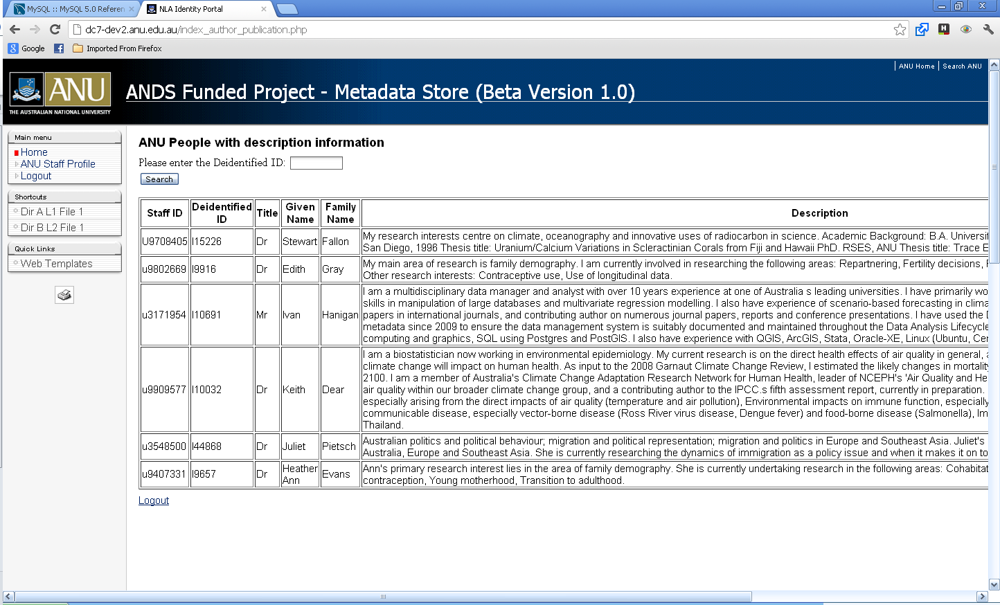 MySQL :: MySQL 5.0 Referen
NLA Identity Portal
dc7-dev2.anu.edu.au/index_author_publication.php
Google
Imported From Firefox
ANU Home
Search ANU
ANU
THE AUSTRALIAN NATIONAL UNIVERSITY
ANDS Funded Project - Metadata Store (Beta Version 1.0)
Main menu
Home
ANU Staff Profile
Logout
Shortcuts
Dir A L1 File 1
Dir B L2 File 1
Quick Links
Web Templates
ANU People with description information
Please enter the Deidentified ID:
Search
Staff ID Deidentified ID Title Given Name Family Name Description
U9708405 I15226 Dr Stewart Fallon
My research interests centre on climate, oceanography and innovative uses of radiocarbon in science. Academic Background: B.A. Universit
San Diego, 1996 Thesis title: Uranium/Calcium Variations in Scleractinian Corals from Fiji and Hawaii PhD. RSES, ANU Thesis title: Trace E
u9802669 I9916 Dr Edith Gray
My main area of research is family demography. I am currently involved in researching the following areas: Repartnering, Fertility decisions,
Other research interests: Contraceptive use, Use of longitudinal data.
u3171954 I10691 Mr Ivan Hanigan
I am a multidisciplinary data manager and analyst with over 10 years experience at one of Australia s leading universities. I have primarily wo
skills in manipulation of large databases and multivariate regression modelling. I also have experience of scenario-based forecasting in clima
papers in international journals, and contributing author on numerous journal papers, reports and conference presentations. I have used the D
metadata since 2009 to ensure the data management system is suitably documented and maintained throughout the Data Analysis Lifecycle
computing and graphics, SQL using Postgres and PostGIS. I also have experience with QGIS, ArcGIS, Stata, Oracle-XE, Linux (Ubuntu, Cen
u9909577 I10032 Dr Keith Dear
I am a biostatistician now working in environmental epidemiology. My current research is on the direct health effects of air quality in general, a
climate change will impact on human health. As input to the 2008 Garnaut Climate Change Review, I estimated the likely changes in mortality
2100. I am a member of Australia's Climate Change Adaptation Research Network for Human Health, leader of NCEPH's 'Air Quality and He
air quality within our broader climate change group, and a contributing author to the IPCC.s fifth assessment report, currently in preparation.
especially arising from the direct impacts of air quality (temperature and air pollution), Environmental impacts on immune function, especially
communicable disease, especially vector-borne disease (Ross River virus disease, Dengue fever) and food-borne disease (Salmonella), Im
Thailand.
u3548500 I44868 Dr Juliet Pietsch
Australian politics and political behaviour; migration and political representation; migration and politics in Europe and Southeast Asia. Juliet's
Australia, Europe and Southeast Asia. She is currently researching the dynamics of immigration as a policy issue and when it makes it on to
u9407331 I9657 Dr Heather Ann Evans
Ann's primary research interest lies in the area of family demography. She is currently undertaking research in the following areas: Cohabitat
contraception, Young motherhood, Transition to adulthood.
Logout